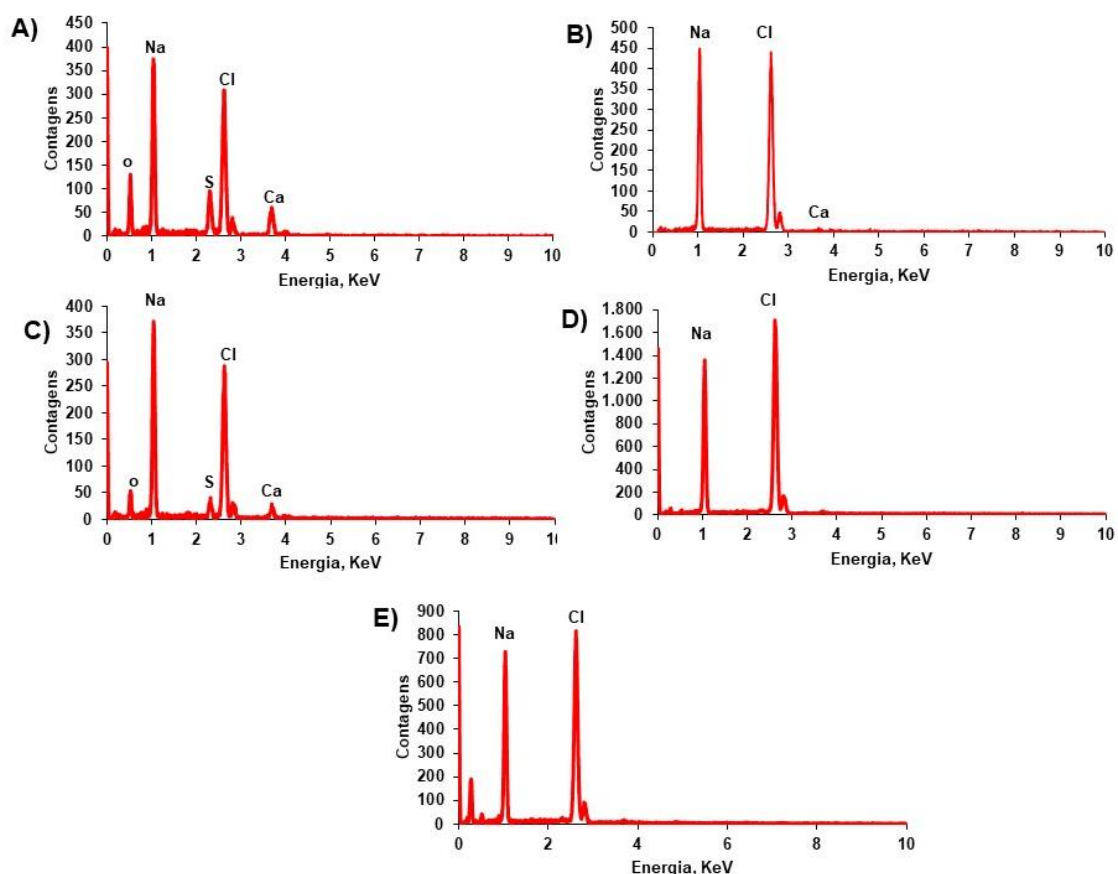 A)
450
400
350
300
250
200
150
100
50
0
Contagens
o
Na
S
Cl
Ca
0 1 2 3 4 5 6 7 8 9 10
Energia, KeV
B)
500
450
400
350
300
250
200
150
100
50
0
Contagens
Na
Cl
Ca
0 1 2 3 4 5 6 7 8 9 10
Energia, KeV
C)
400
350
300
250
200
150
100
50
0
Contagens
o
Na
S
Cl
Ca
0 1 2 3 4 5 6 7 8 9 10
Energia, KeV
D)
1.800
1.600
1.400
1.200
1.000
800
600
400
200
0
Contagens
Na
Cl
0 1 2 3 4 5 6 7 8 9 10
Energia, KeV
E)
900
800
700
600
500
400
300
200
100
0
Contagens
Na
Cl
0 2 4 6 8 10
Energia, KeV